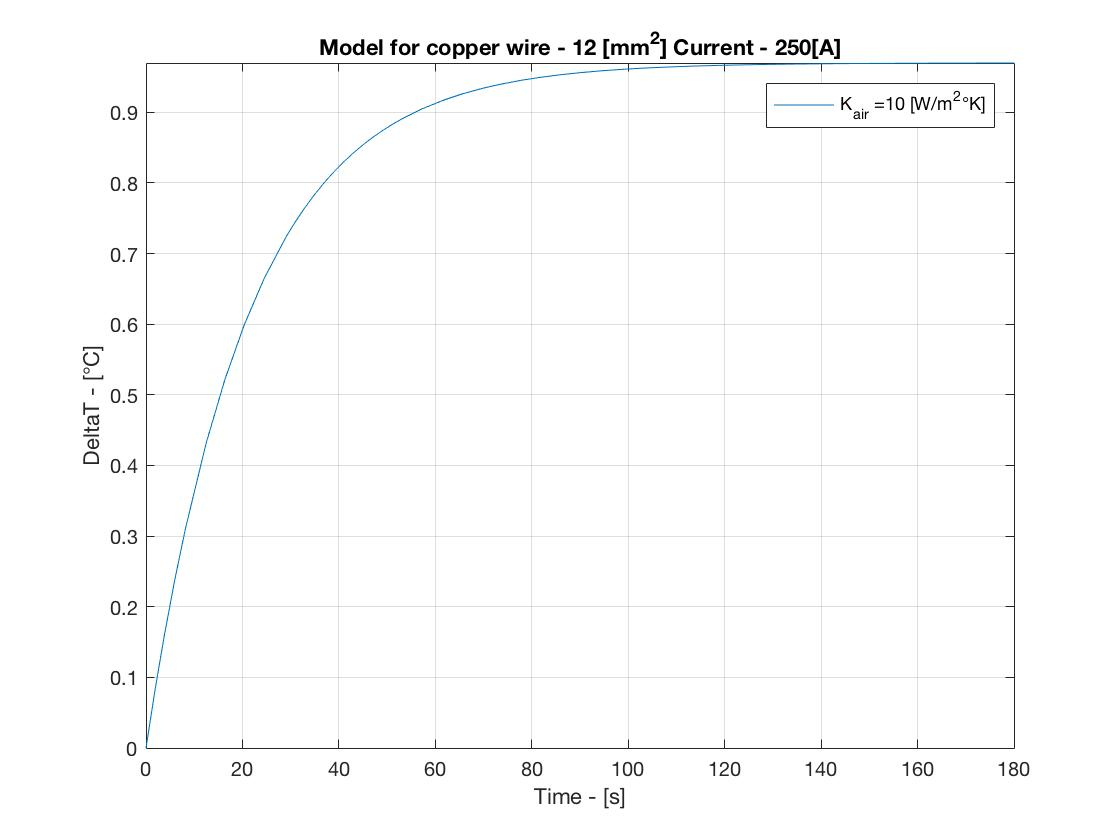 Model for copper wire - 12 [mm2] Current - 250[A]
Kair =10 [W/m2°K]
0.9
0.8
0.7
0.6
0.5
0.4
0.3
0.2
0.1
0
DeltaT - [°C]
0 20 40 60 80 100 120 140 160 180
Time - [s]